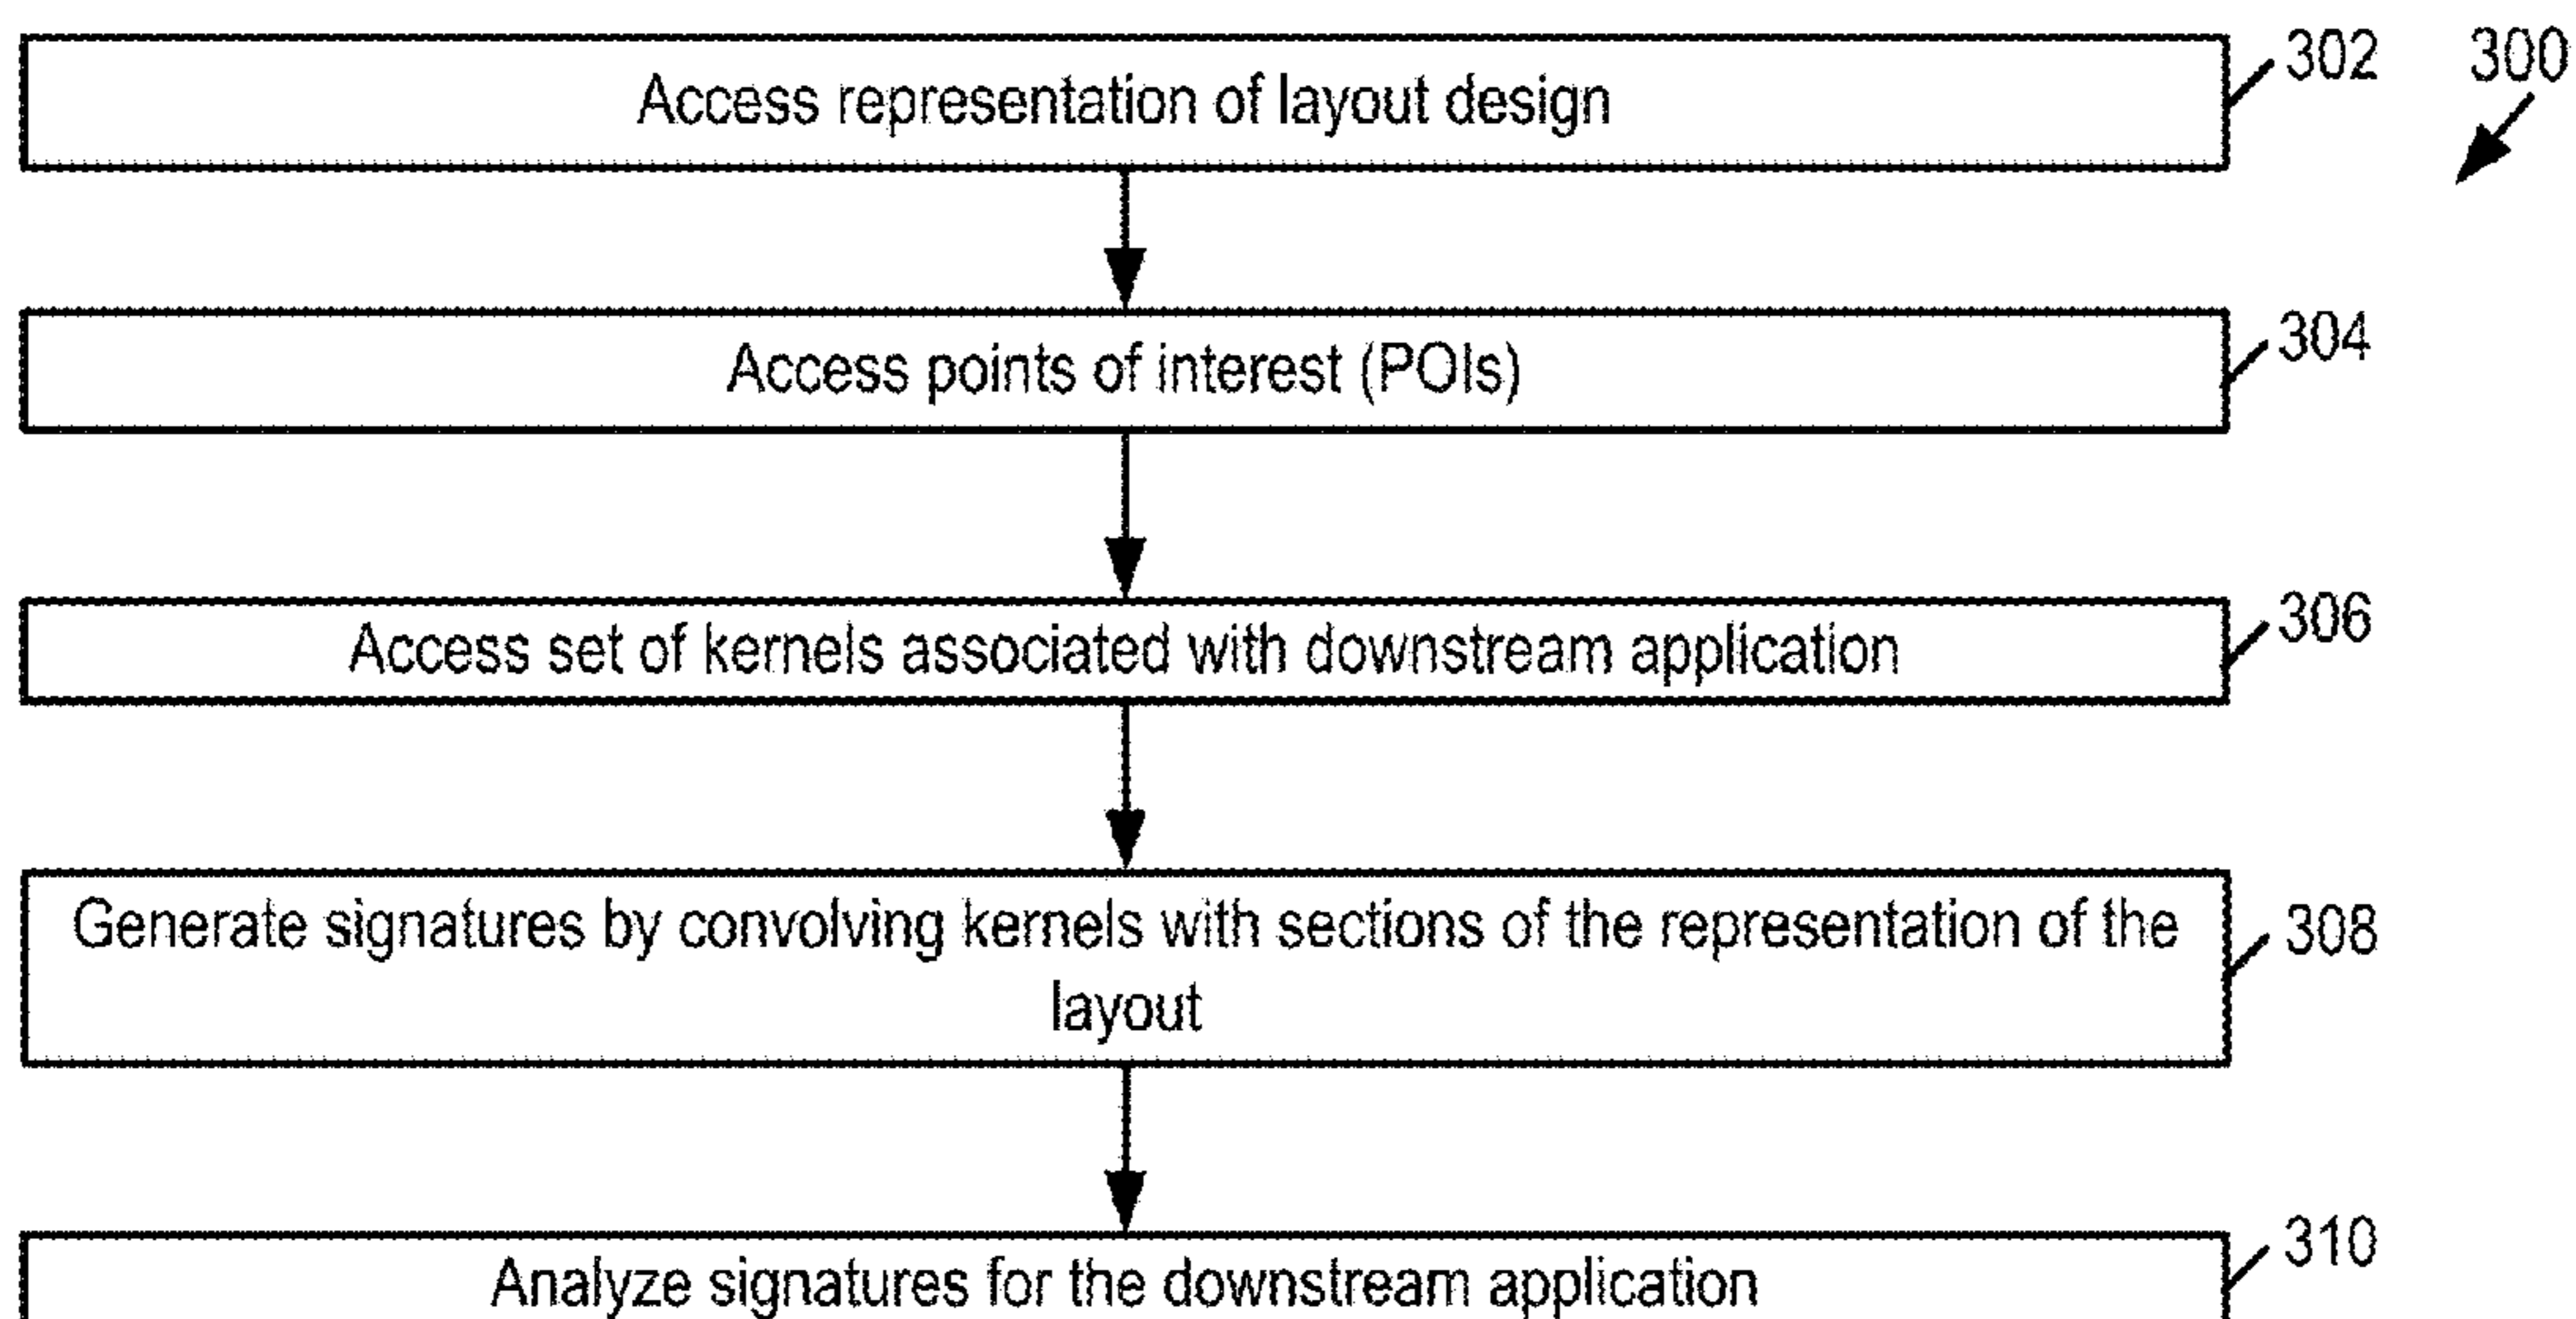 Access representation of layout design
302
300
Access points of interest (POIs)
304
Access set of kernels associated with downstream application
306
Generate signatures by convolving kernels with sections of the representation of the
layout
308
Analyze signatures for the downstream application
310